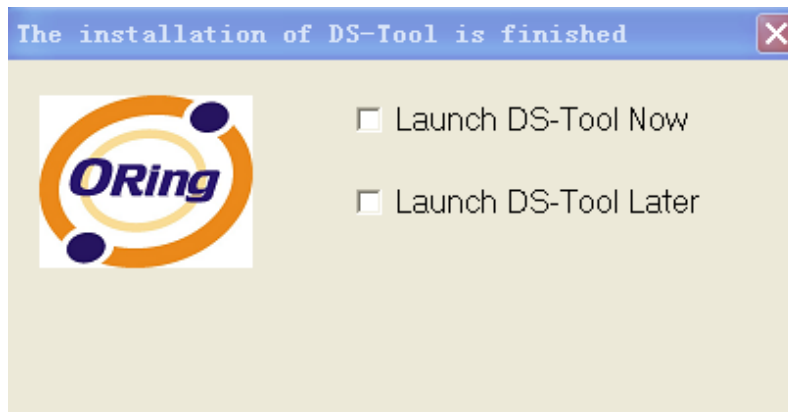 The installation of DS-Tool is finished
ORing
Launch DS-Tool Now
Launch DS-Tool Later